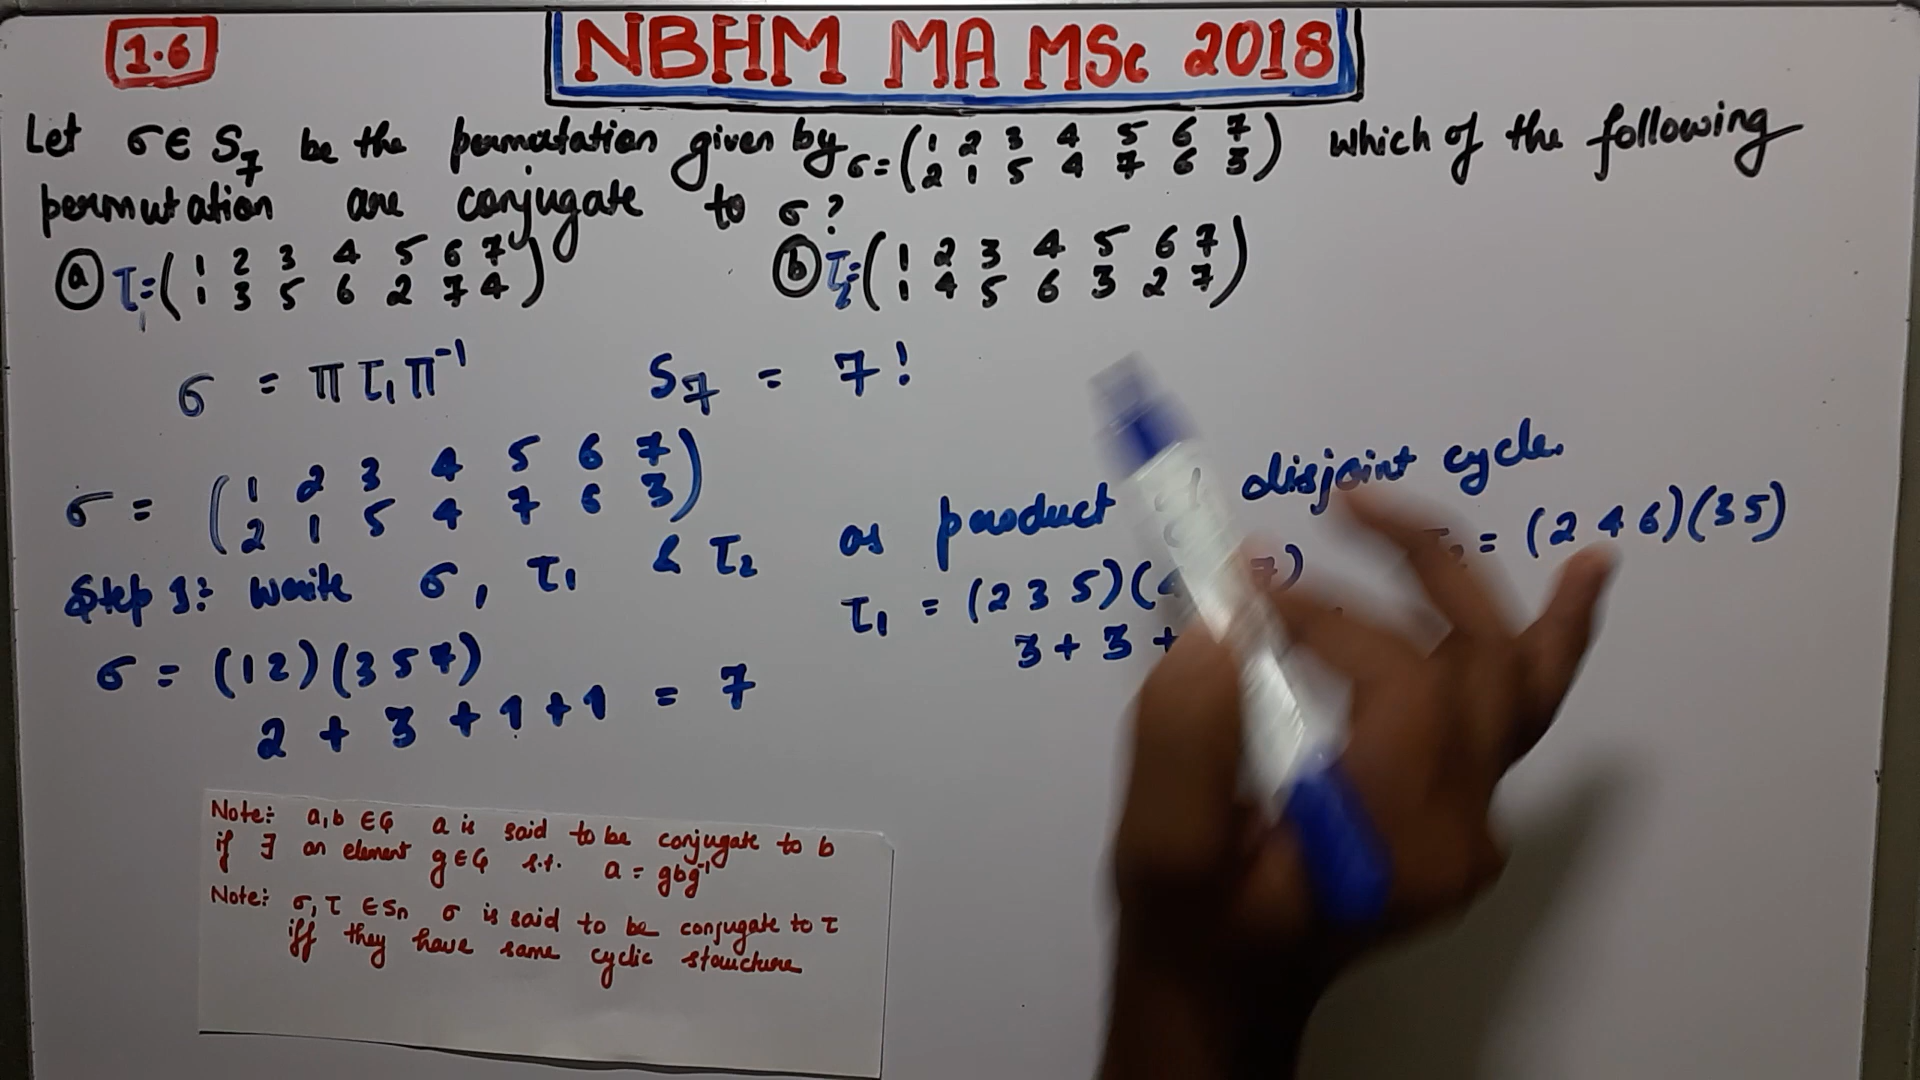 1.6
NBHM MA MSc 2018
Let σ ∈ S₇ be the permutation given by σ = (1 2 3 4 5 6 7) which of the following
(2 1 5 4 7 6 3)
permutation are conjugate to σ?
ⓐ τ₁ = (1 2 3 4 5 6 7)
(1 3 5 6 2 7 4)
ⓑ τ₂ = (1 2 3 4 5 6 7)
(1 4 5 6 3 2 7)
σ = π τ₁ π⁻¹
S₇ = 7!
σ = (1 2 3 4 5 6 7)
(2 1 5 4 7 6 3)
Step 1: write σ, τ₁ & τ₂ as product disjoint cycle.
σ = (1 2)(3 5 7)
2 + 3 + 1 + 1 = 7
τ₁ = (2 3 5)( 7)
3 + 3 +
= (2 4 6)(3 5)
Note: a, b ∈ G a is said to be conjugate to b
if ∃ an element g ∈ G s.t. a = gbg⁻¹
Note: σ, τ ∈ Sn σ is said to be conjugate to τ
iff they have same cyclic structure